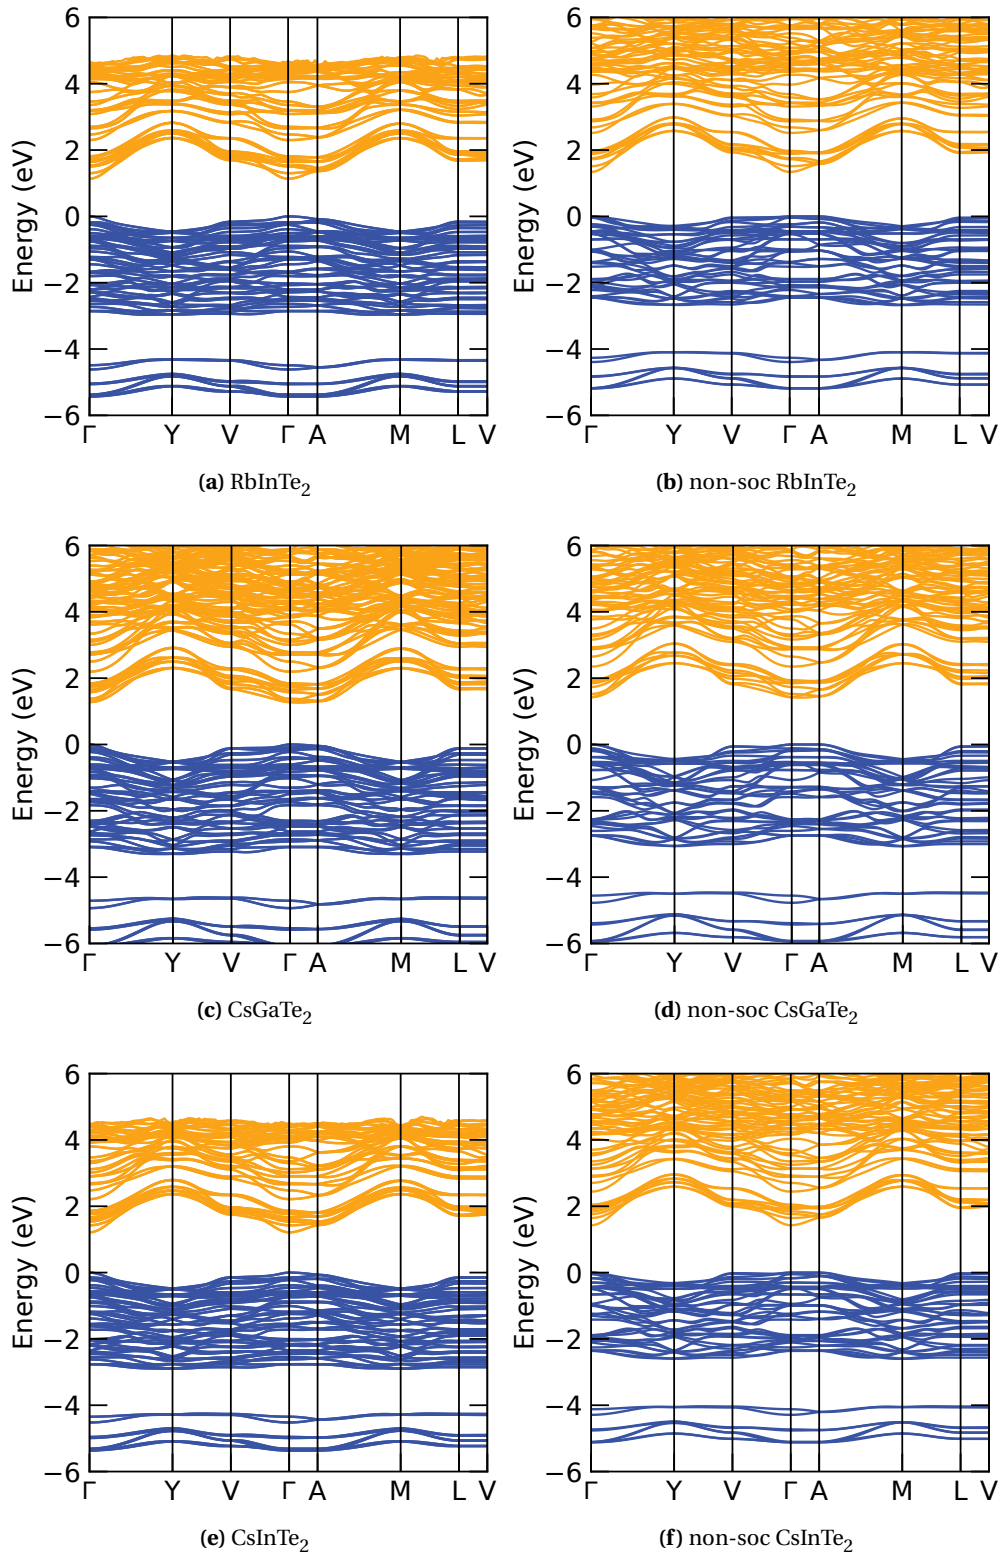 6 6
4 4
2 2
0 0
−2 −2
−4 −4
−6 −6
Energy (eV) Energy (eV)
Γ Y V Γ A M L V Γ Y V Γ A M L V
(a) RbInTe2 (b) non-soc RbInTe2
6 6
4 4
2 2
0 0
−2 −2
−4 −4
−6 −6
Energy (eV) Energy (eV)
Γ Y V Γ A M L V Γ Y V Γ A M L V
(c) CsGaTe2 (d) non-soc CsGaTe2
6 6
4 4
2 2
0 0
−2 −2
−4 −4
−6 −6
Energy (eV) Energy (eV)
Γ Y V Γ A M L V Γ Y V Γ A M L V
(e) CsInTe2 (f) non-soc CsInTe2